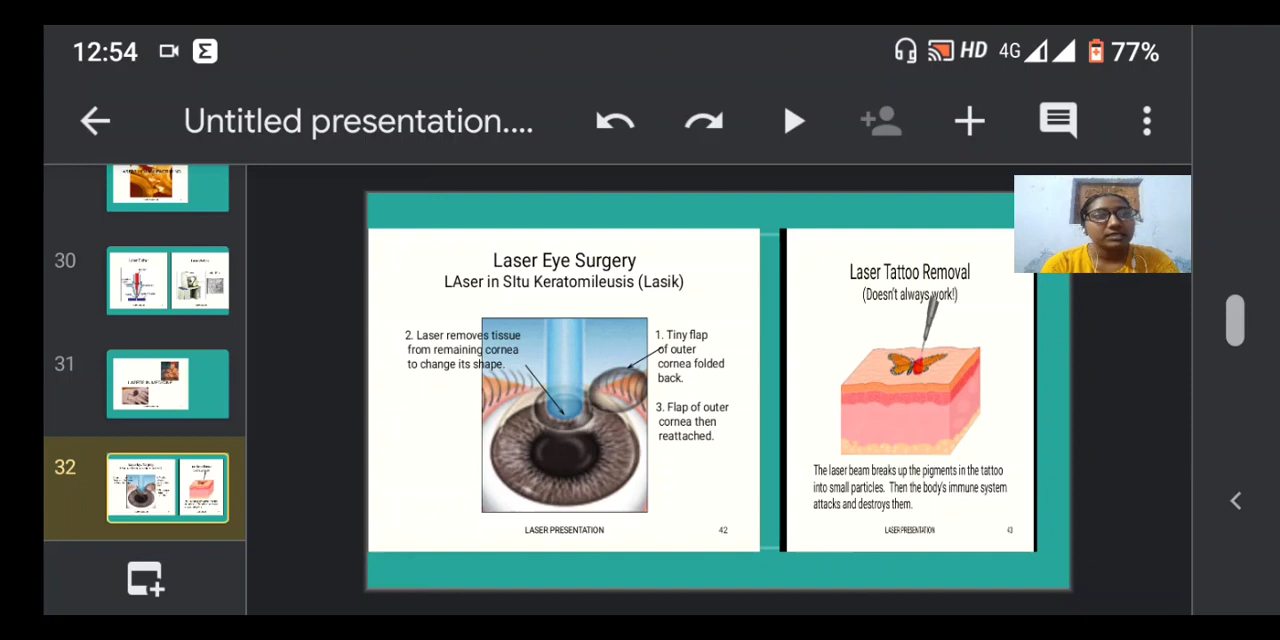 12:54
HD 4G 77%
Untitled presentation....
30
31
32
Laser Eye Surgery
LAser in SItu Keratomileusis (Lasik)
2. Laser removes tissue
from remaining cornea
to change its shape.
1. Tiny flap
of outer
cornea folded
back.
3. Flap of outer
cornea then
reattached.
LASER PRESENTATION
42
Laser Tattoo Removal
(Doesn't always work!)
The laser beam breaks up the pigments in the tattoo
into small particles. Then the body's immune system
attacks and destroys them.
LASER PRESENTATION
43